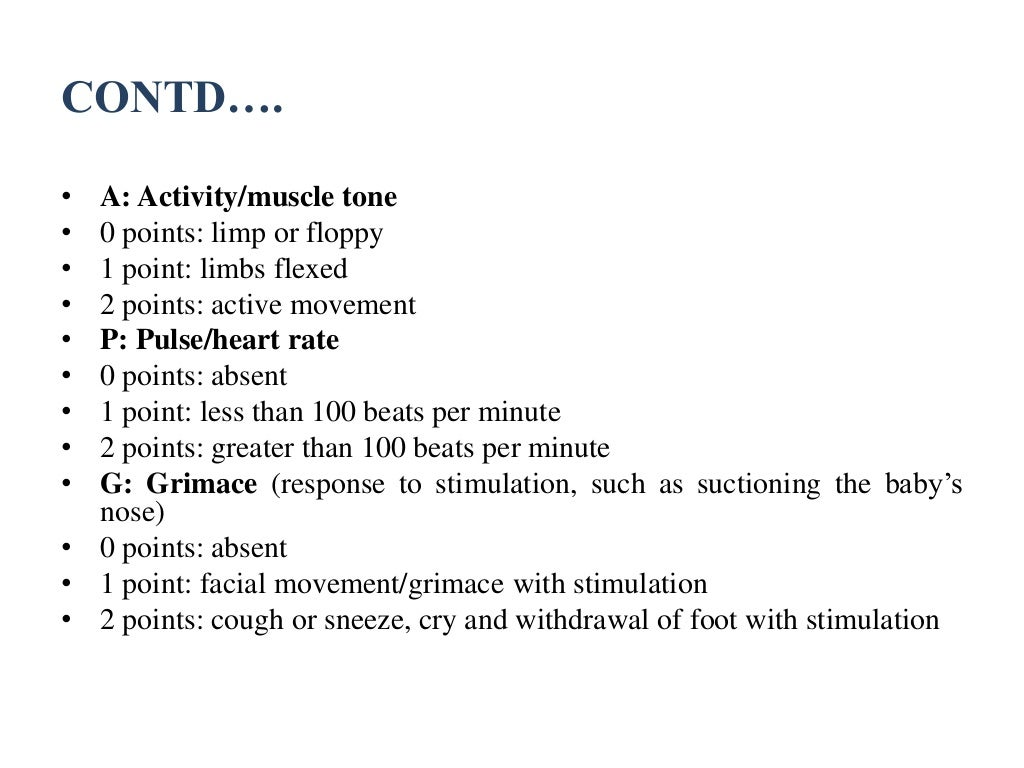 CONTD….
• A: Activity/muscle tone
• 0 points: limp or floppy
• 1 point: limbs flexed
• 2 points: active movement
• P: Pulse/heart rate
• 0 points: absent
• 1 point: less than 100 beats per minute
• 2 points: greater than 100 beats per minute
• G: Grimace (response to stimulation, such as suctioning the baby’s
nose)
• 0 points: absent
• 1 point: facial movement/grimace with stimulation
• 2 points: cough or sneeze, cry and withdrawal of foot with stimulation